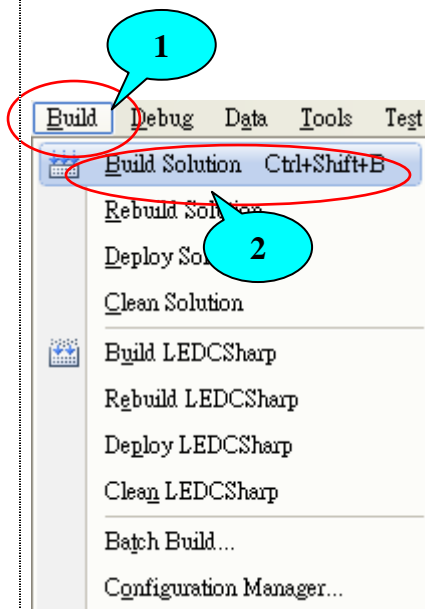 1
Build Debug Data Tools Test
Build Solution Ctrl+Shift+B
Rebuild Solution
2
Deploy So
Clean Solution
Build LEDCSharp
Rebuild LEDCSharp
Deploy LEDCSharp
Clean LEDCSharp
Batch Build...
Configuration Manager...